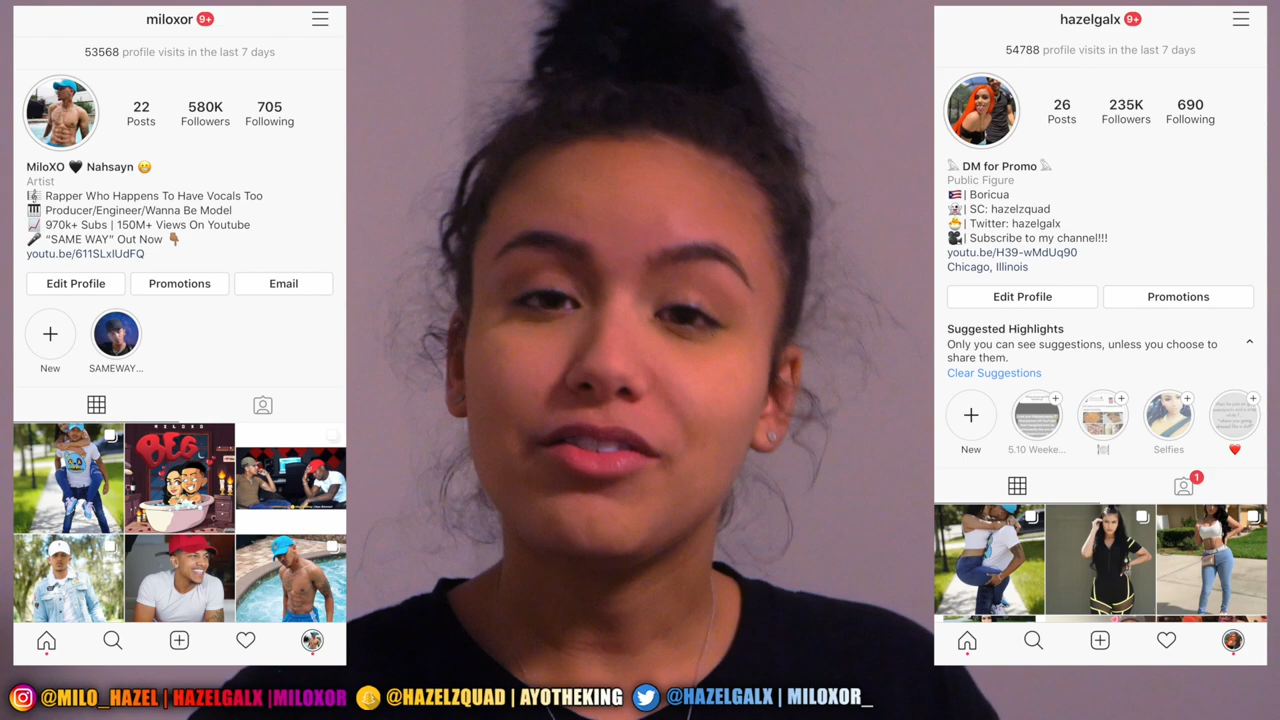 miloxor 9+
53568 profile visits in the last 7 days
22 580K 705
Posts Followers Following
MiloXO 🖤 Nahsayn 😁
Artist
🎼 Rapper Who Happens To Have Vocals Too
🎹 Producer/Engineer/Wanna Be Model
📈 970k+ Subs | 150M+ Views On Youtube
🎤 “SAME WAY” Out Now 👇🏽
youtu.be/611SLxlUdFQ
Edit Profile Promotions Email
New SAMEWAY...
MILOXO
BEG
hazelgalx 9+
54788 profile visits in the last 7 days
26 235K 690
Posts Followers Following
DM for Promo
Public Figure
🇵🇷| Boricua
👻| SC: hazelzquad
🐣| Twitter: hazelgalx
🎥| Subscribe to my channel!!!
youtu.be/H39-wMdUq90
Chicago, Illinois
Edit Profile Promotions
Suggested Highlights
Only you can see suggestions, unless you choose to
share them.
Clear Suggestions
New 5.10 Weeke... 🍽 Selfies ❤️
1
@MILO_HAZEL | HAZELGALX |MILOXOR @HAZELZQUAD | AYOTHEKING @HAZELGALX | MILOXOR_